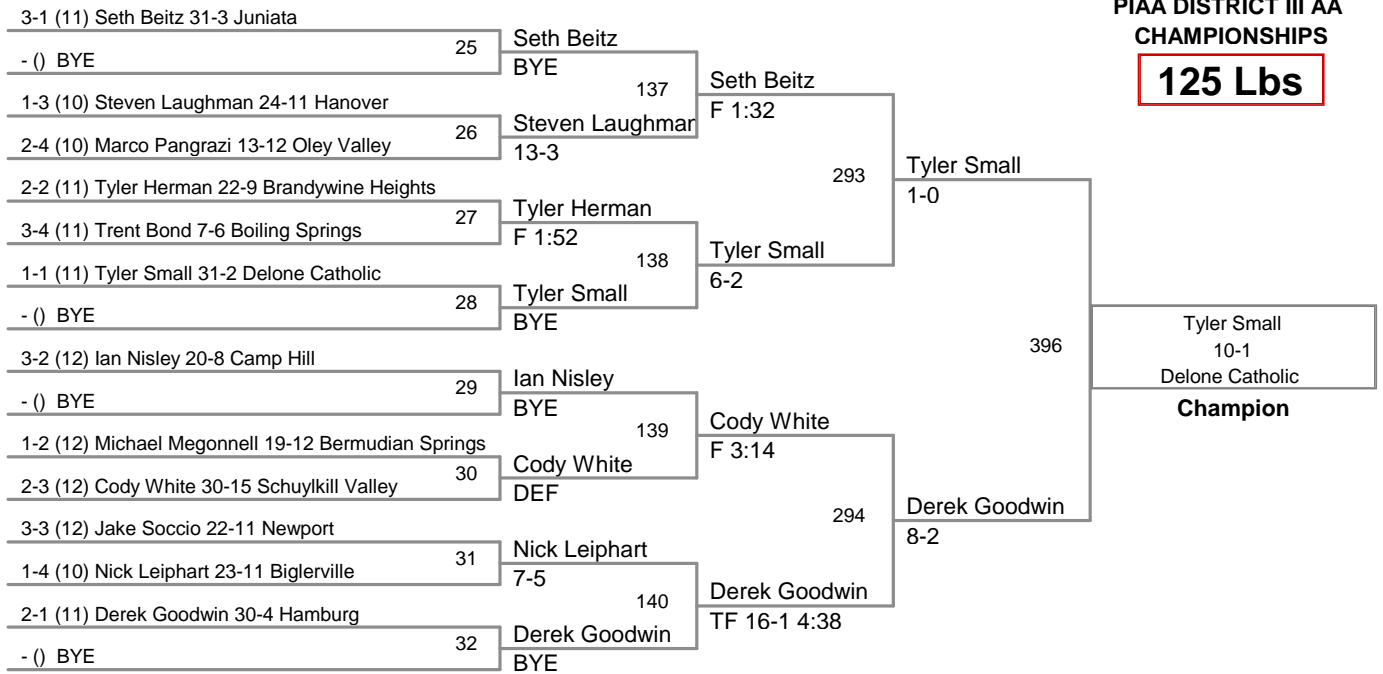 PIAA DISTRICT III AA
CHAMPIONSHIPS
125 Lbs
3-1 (11) Seth Beitz 31-3 Juniata
25
- () BYE
1-3 (10) Steven Laughman 24-11 Hanover
26
2-4 (10) Marco Pangrazi 13-12 Oley Valley
2-2 (11) Tyler Herman 22-9 Brandywine Heights
27
3-4 (11) Trent Bond 7-6 Boiling Springs
1-1 (11) Tyler Small 31-2 Delone Catholic
28
- () BYE
3-2 (12) Ian Nisley 20-8 Camp Hill
29
- () BYE
1-2 (12) Michael Megonnell 19-12 Bermudian Springs
30
2-3 (12) Cody White 30-15 Schuylkill Valley
3-3 (12) Jake Soccio 22-11 Newport
31
1-4 (10) Nick Leiphart 23-11 Biglerville
2-1 (11) Derek Goodwin 30-4 Hamburg
32
- () BYE
Seth Beitz
BYE
137
Steven Laughman
13-3
Tyler Herman
F 1:52
138
Tyler Small
BYE
Ian Nisley
BYE
139
Cody White
DEF
Nick Leiphart
7-5
140
Derek Goodwin
BYE
Seth Beitz
F 1:32
293
Tyler Small
6-2
Cody White
F 3:14
294
Derek Goodwin
TF 16-1 4:38
Tyler Small
1-0
396
Derek Goodwin
8-2
Tyler Small
10-1
Delone Catholic
Champion